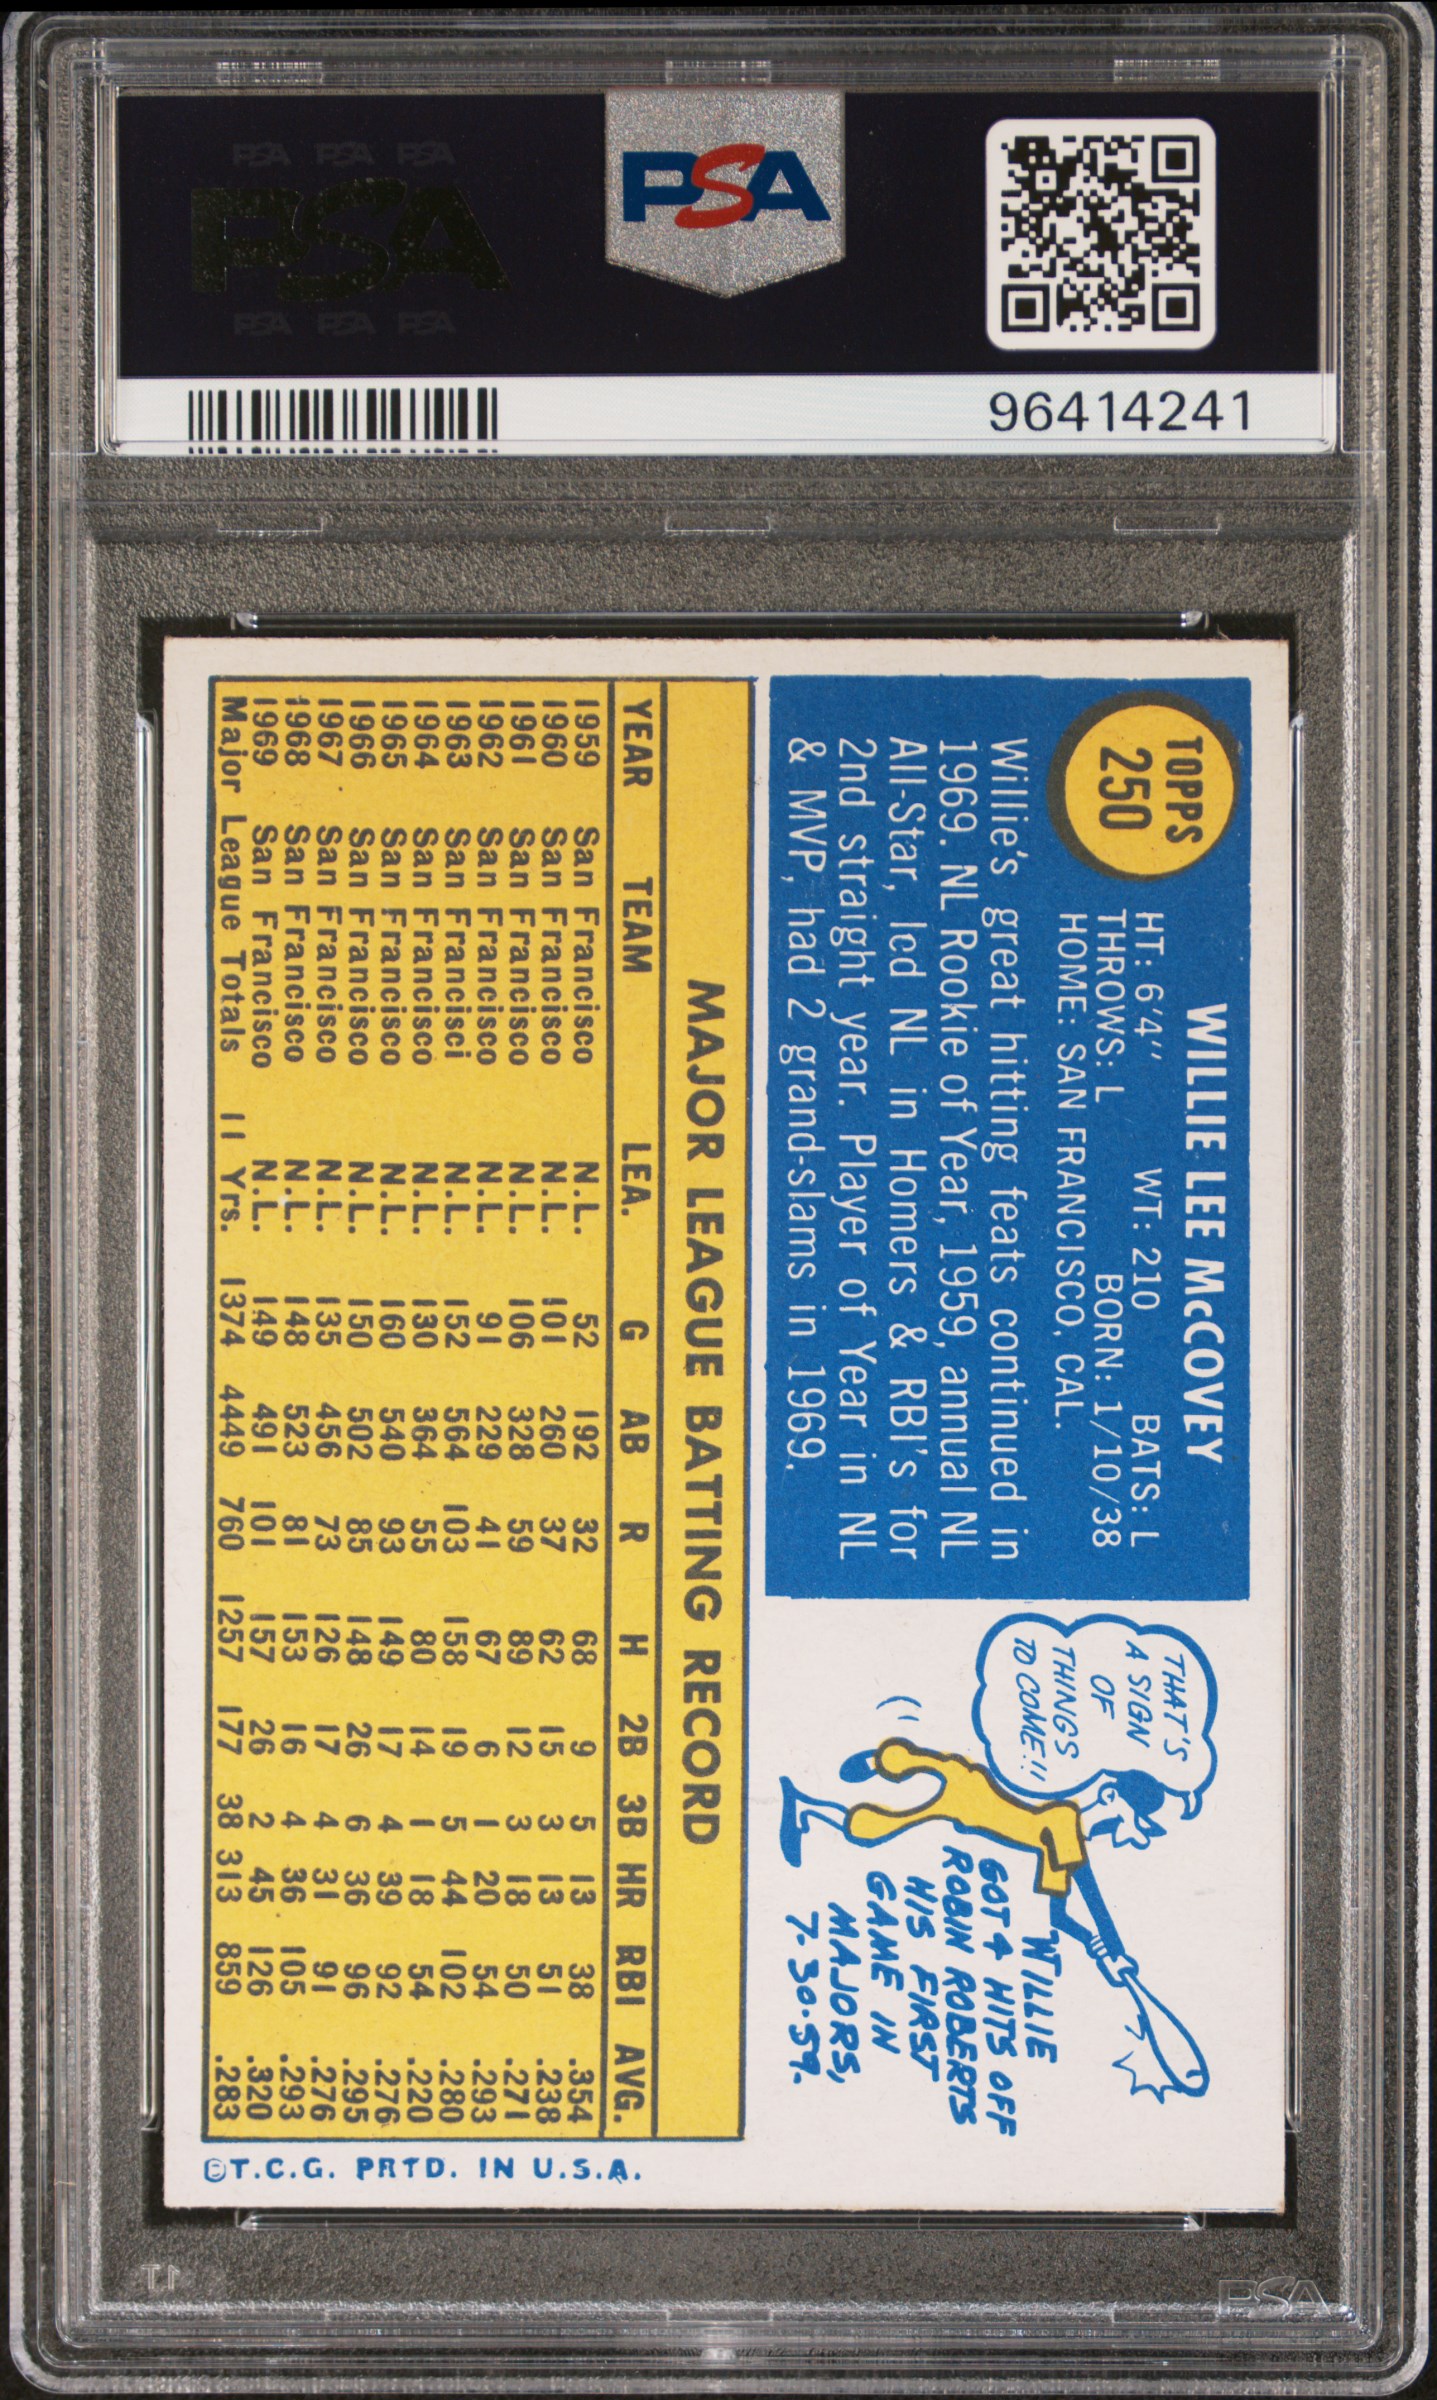 PSA PSA PSA
PSA
PSA PSA PSA
PSA
96414241
TOPPS
250
WILLIE LEE McCOVEY
HT: 6'4" WT: 210 BATS: L
THROWS: L BORN: 1/10/38
HOME: SAN FRANCISCO, CAL.
Willie's great hitting feats continued in
1969. NL Rookie of Year, 1959, annual NL
All-Star, lcd NL in Homers & RBI's for
2nd straight year. Player of Year in NL
& MVP, had 2 grand-slams in 1969.
THAT'S
A SIGN
OF
THINGS
TO COME!!
WILLIE
GOT 4 HITS OFF
ROBIN ROBERTS
HIS FIRST
GAME IN
MAJORS,
7.30.59.
MAJOR LEAGUE BATTING RECORD
YEAR TEAM LEA. G AB R H 2B 3B HR RBI AVG.
1959 San Francisco N.L. 52 192 32 68 9 5 13 38 .354
1960 San Francisco N.L. 101 260 37 62 15 3 13 51 .238
1961 San Francisco N.L. 106 328 59 89 12 3 18 50 .271
1962 San Francisco N.L. 91 229 41 67 6 1 20 54 .293
1963 San Francisci N.L. 152 564 103 158 19 5 44 102 .280
1964 San Francisco N.L. 130 364 55 80 14 1 18 54 .220
1965 San Francisco N.L. 160 540 93 149 17 4 39 92 .276
1966 San Francisco N.L. 150 502 85 148 26 6 36 96 .295
1967 San Francisco N.L. 135 456 73 126 17 4 31 91 .276
1968 San Francisco N.L. 148 523 81 153 16 4 36 105 .293
1969 San Francisco N.L. 149 491 101 157 26 2 45 126 .320
Major League Totals 11 Yrs. 1374 4449 760 1257 177 38 313 859 .283
©T.C.G. PRTD. IN U.S.A.
PSA